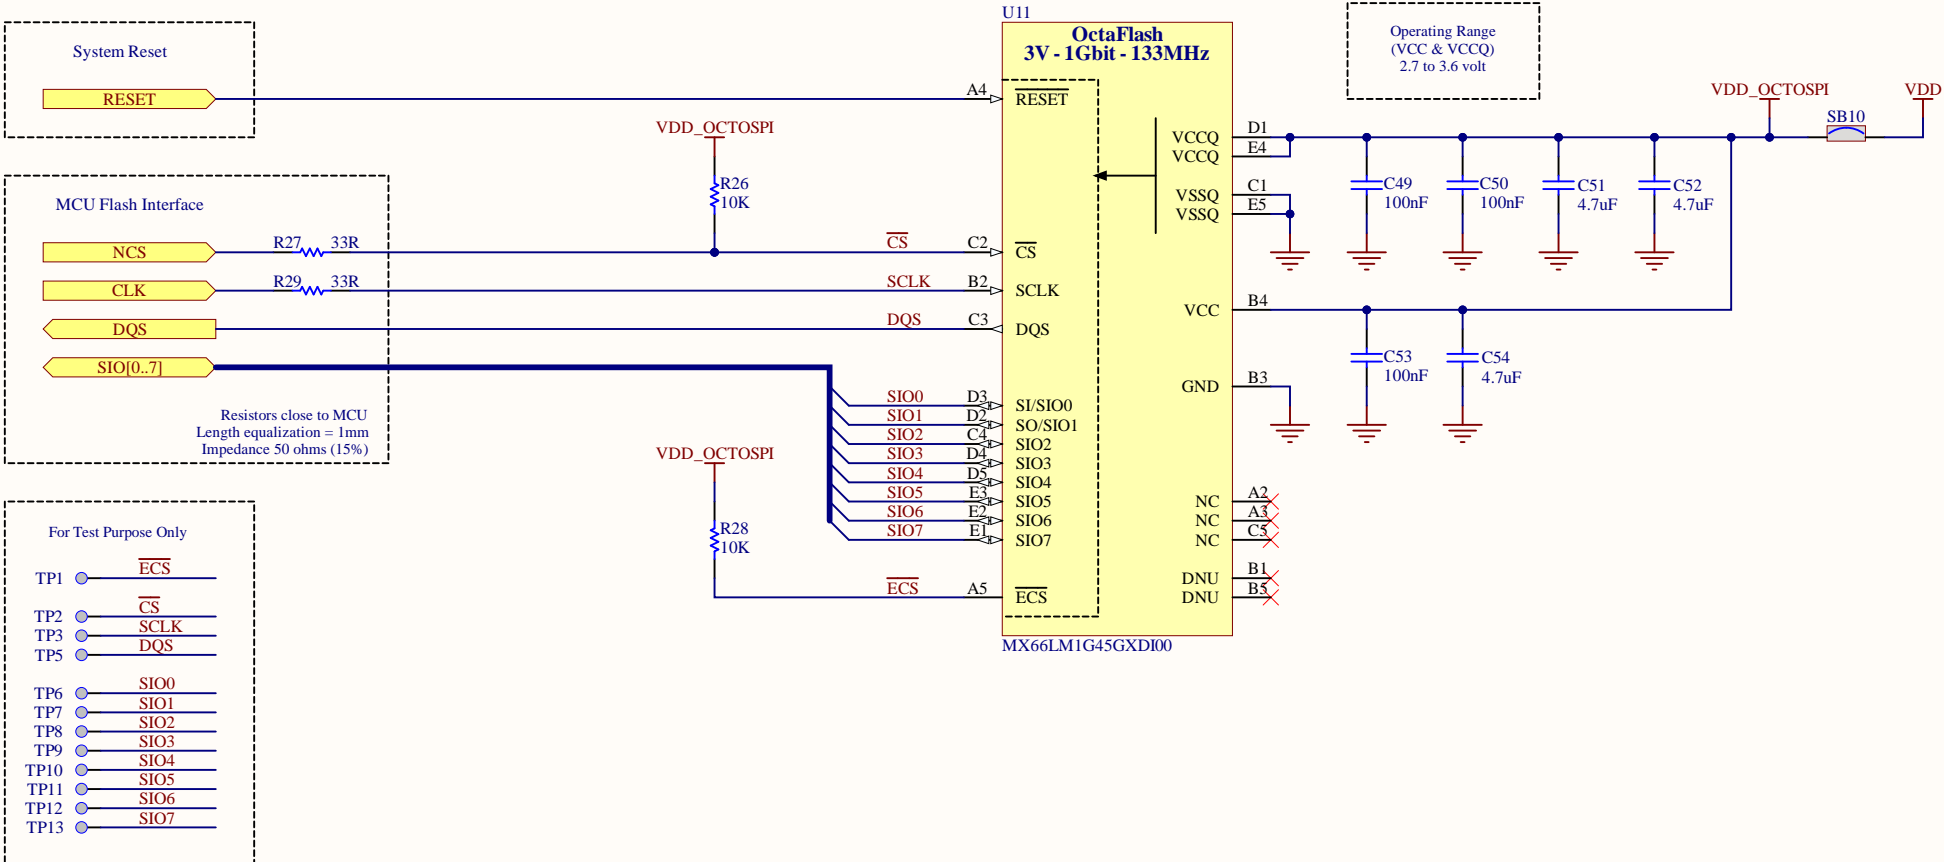 U11
OctaFlash
3V - 1Gbit - 133MHz
System Reset
RESET
A4
RESET
Operating Range
(VCC & VCCQ)
2.7 to 3.6 volt
VDD_OCTOSPI
VDD
SB10
VDD_OCTOSPI
R26
10K
VCCQ
D1
VCCQ
E4
VSSQ
C1
VSSQ
E5
C49
100nF
C50
100nF
C51
4.7uF
C52
4.7uF
MCU Flash Interface
NCS
R27
33R
CS
C2
CS
CLK
R29
33R
SCLK
B2
SCLK
DQS
DQS
C3
DQS
SIO[0..7]
Resistors close to MCU
Length equalization = 1mm
Impedance 50 ohms (15%)
VCC
B4
C53
100nF
C54
4.7uF
GND
B3
SIO0
D3
SI/SIO0
SIO1
D2
SO/SIO1
SIO2
C4
SIO2
SIO3
D4
SIO3
SIO4
D5
SIO4
SIO5
E3
SIO5
SIO6
E2
SIO6
SIO7
E1
SIO7
VDD_OCTOSPI
R28
10K
ECS
A5
ECS
NC
A2
NC
A3
NC
C5
DNU
B1
DNU
B5
MX66LM1G45GXDI00
For Test Purpose Only
TP1
ECS
TP2
CS
TP3
SCLK
TP5
DQS
TP6
SIO0
TP7
SIO1
TP8
SIO2
TP9
SIO3
TP10
SIO4
TP11
SIO5
TP12
SIO6
TP13
SIO7